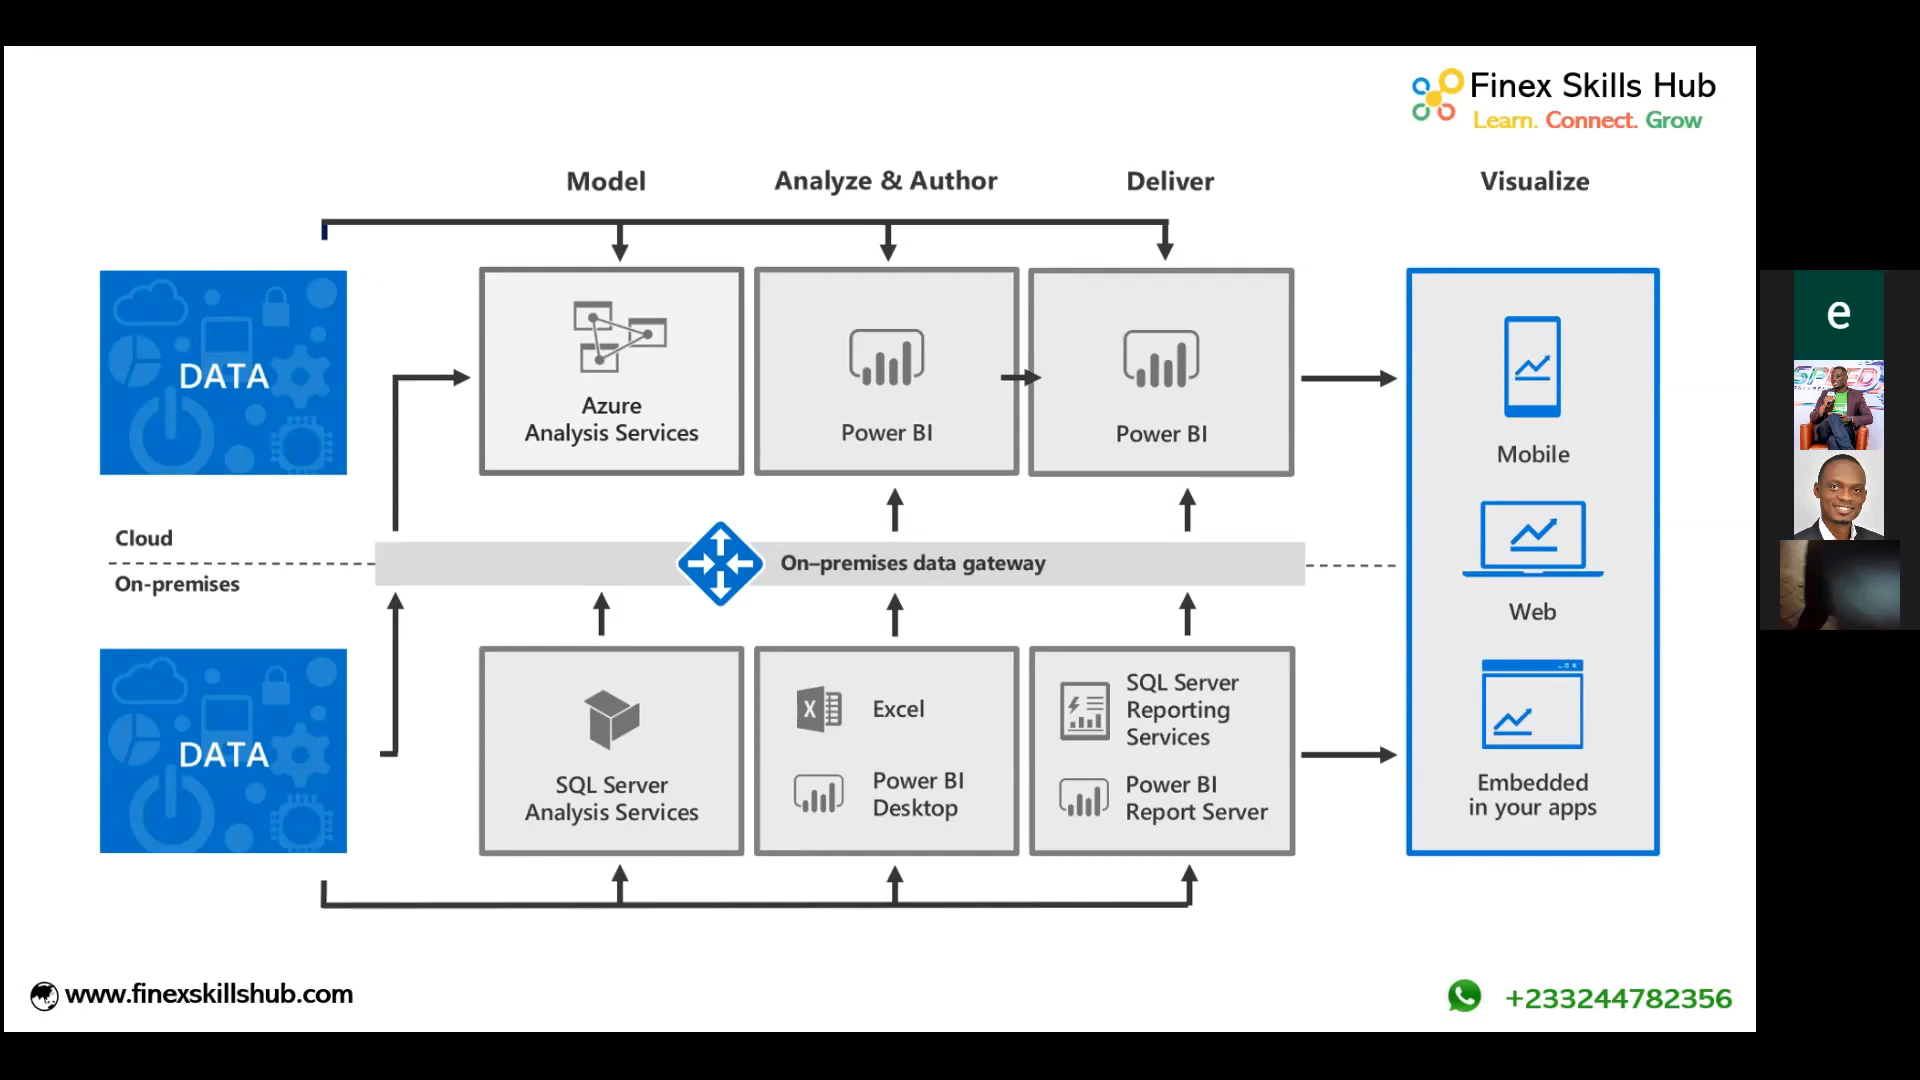 Finex Skills Hub
Learn. Connect. Grow
Model
Analyze & Author
Deliver
Visualize
DATA
Azure
Analysis Services
Power BI
Power BI
Mobile
Cloud
On-premises
On-premises data gateway
Web
DATA
SQL Server
Analysis Services
Excel
Power BI
Desktop
SQL Server
Reporting
Services
Power BI
Report Server
Embedded
in your apps
www.finexskillshub.com
+233244782356
e
SPEED